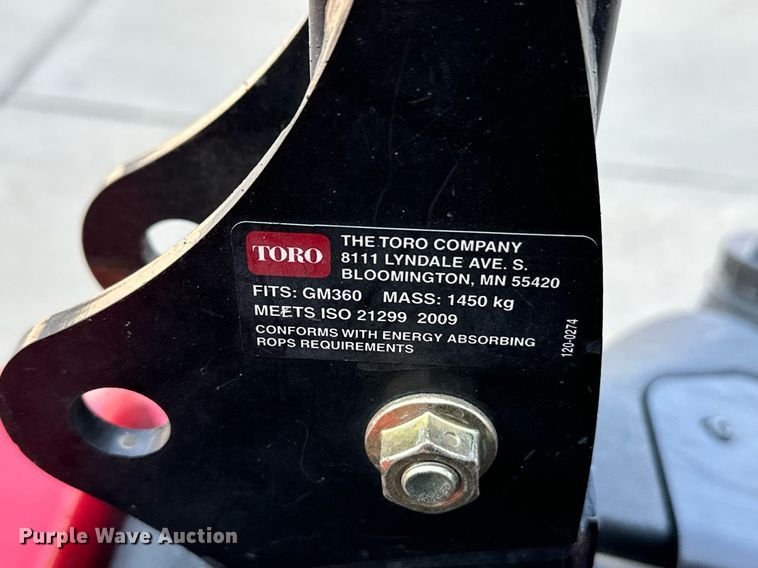 TORO
THE TORO COMPANY
8111 LYNDALE AVE. S.
BLOOMINGTON, MN 55420
FITS: GM360 MASS: 1450 kg
MEETS ISO 21299 2009
CONFORMS WITH ENERGY ABSORBING
ROPS REQUIREMENTS
120-0274
Purple Wave Auction